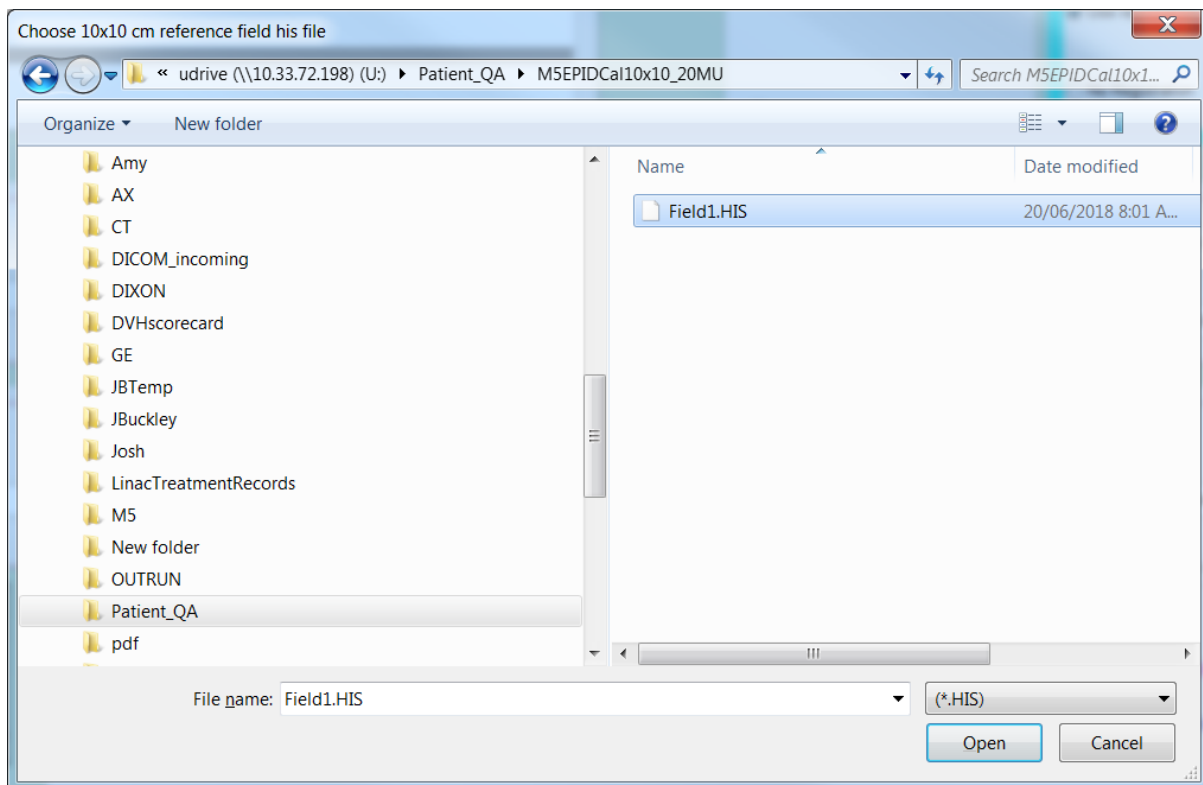 Choose 10x10 cm reference field his file
« udrive (\\10.33.72.198) (U:) ▸ Patient_QA ▸ M5EPIDCal10x10_20MU
Search M5EPIDCal10x1...
Organize New folder
Amy
AX
CT
DICOM_incoming
DIXON
DVHscorecard
GE
JBTemp
JBuckley
Josh
LinacTreatmentRecords
M5
New folder
OUTRUN
Patient_QA
pdf
Name Date modified
Field1.HIS 20/06/2018 8:01 A...
File name: Field1.HIS (*.HIS)
Open Cancel